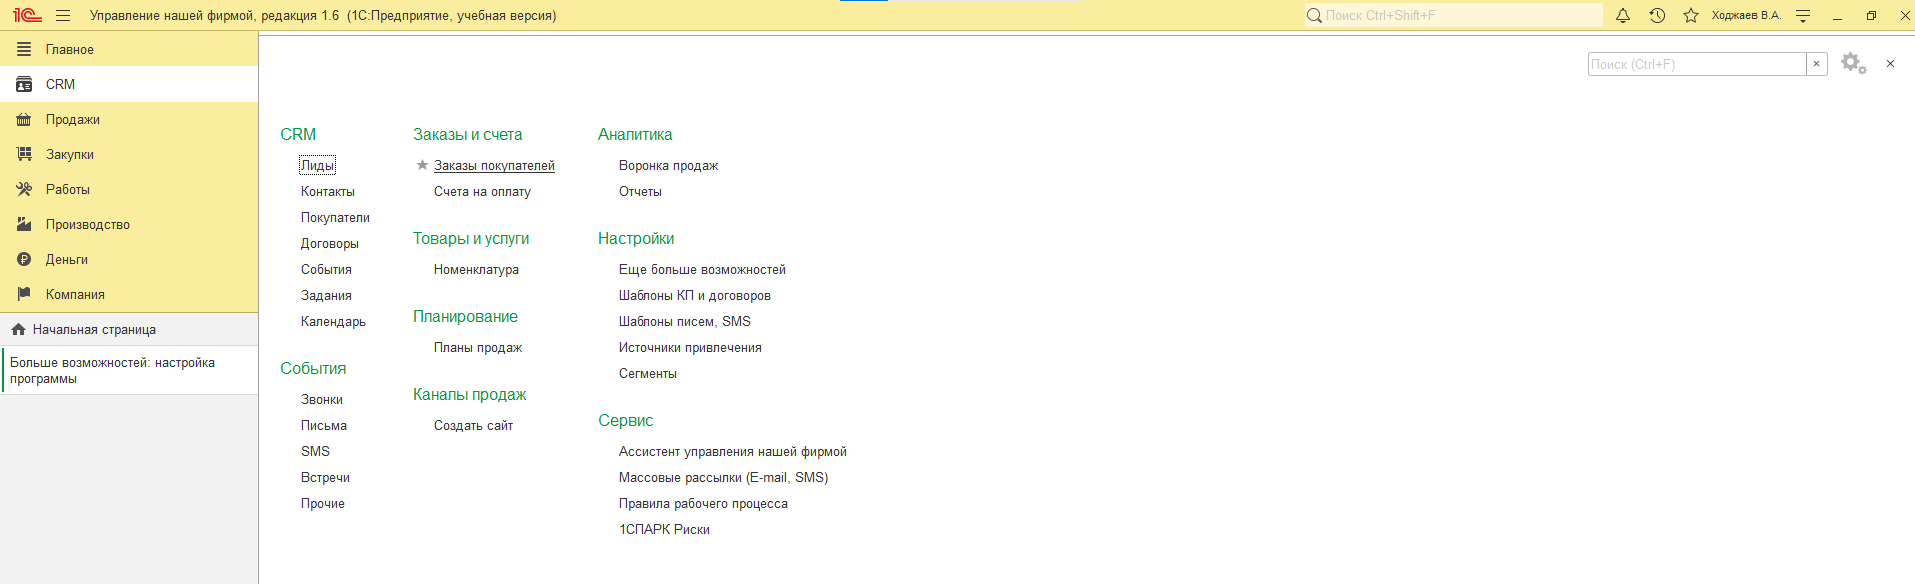 1С Управление нашей фирмой, редакция 1.6 (1С:Предприятие, учебная версия)
Поиск Ctrl+Shift+F
Ходжаев В.А.
Главное
CRM
Продажи
Закупки
Работы
Производство
Деньги
Компания
Начальная страница
Больше возможностей: настройка
программы
Поиск (Ctrl+F)
CRM
Лиды
Контакты
Покупатели
Договоры
События
Задания
Календарь
События
Звонки
Письма
SMS
Встречи
Прочие
Заказы и счета
Заказы покупателей
Счета на оплату
Товары и услуги
Номенклатура
Планирование
Планы продаж
Каналы продаж
Создать сайт
Аналитика
Воронка продаж
Отчеты
Настройки
Еще больше возможностей
Шаблоны КП и договоров
Шаблоны писем, SMS
Источники привлечения
Сегменты
Сервис
Ассистент управления нашей фирмой
Массовые рассылки (E-mail, SMS)
Правила рабочего процесса
1СПАРК Риски